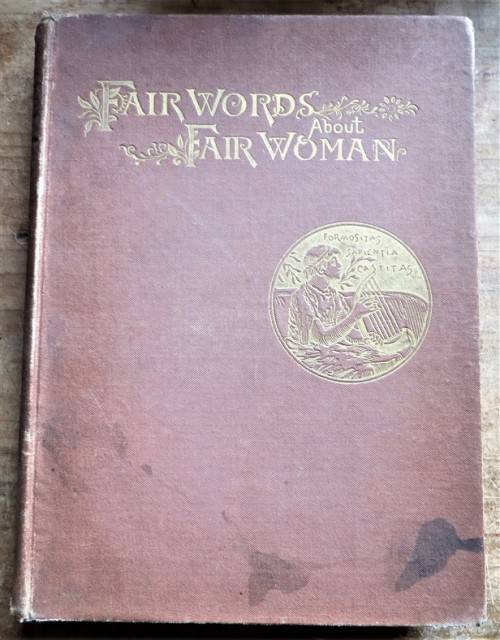 FAIR WORDS
About
FAIR WOMAN
FORMOSITAS
SAPIENTIA
CASTITAS